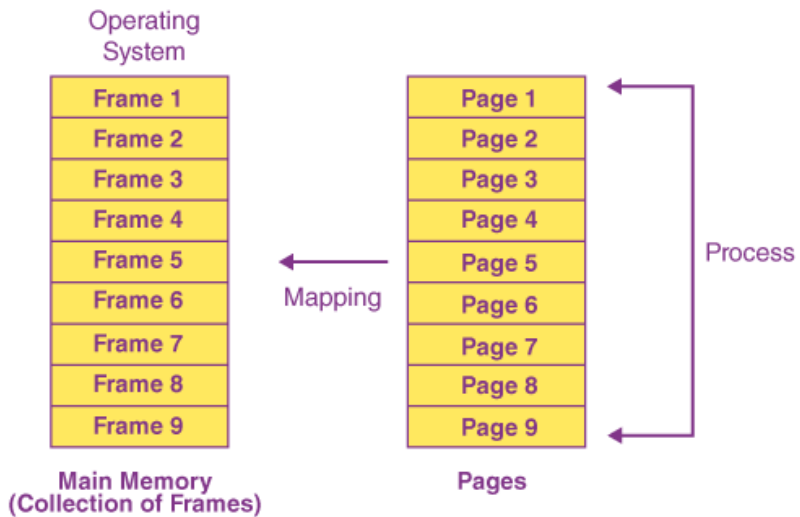 Operating
System
Frame 1
Frame 2
Frame 3
Frame 4
Frame 5
Frame 6
Frame 7
Frame 8
Frame 9
Main Memory
(Collection of Frames)
Mapping
Page 1
Page 2
Page 3
Page 4
Page 5
Page 6
Page 7
Page 8
Page 9
Pages
Process